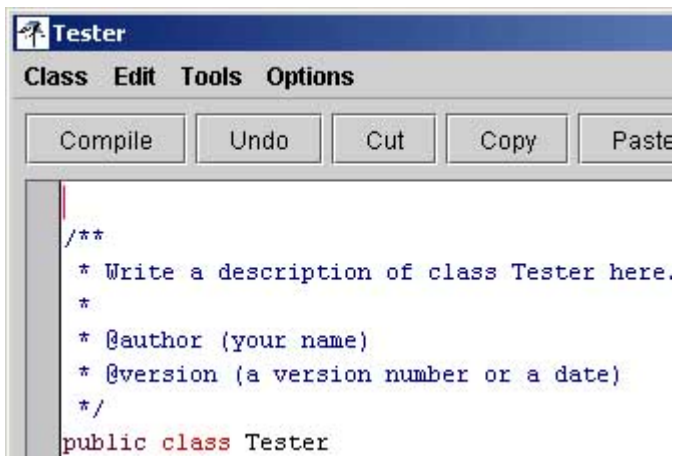 Tester
Class Edit Tools Options
Compile Undo Cut Copy Paste
/**
 * Write a description of class Tester here.
 *
 * @author (your name)
 * @version (a version number or a date)
 */
public class Tester